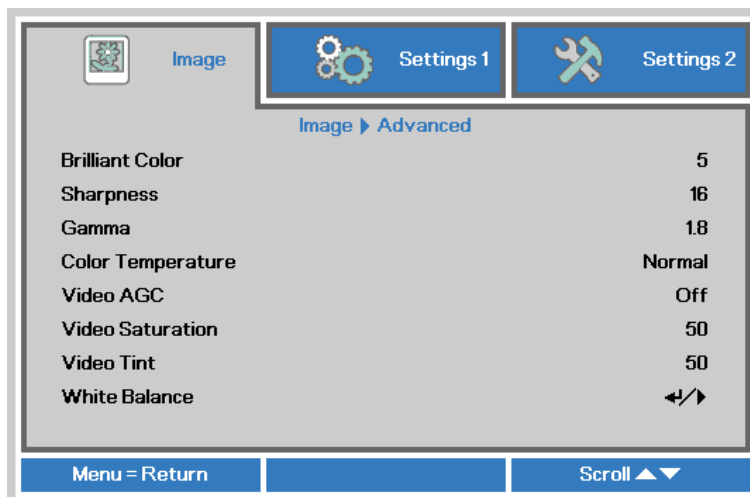 Image Settings 1 Settings 2
Image ▶ Advanced
Brilliant Color 5
Sharpness 16
Gamma 1.8
Color Temperature Normal
Video AGC Off
Video Saturation 50
Video Tint 50
White Balance ↵/▶
Menu = Return Scroll ▲▼